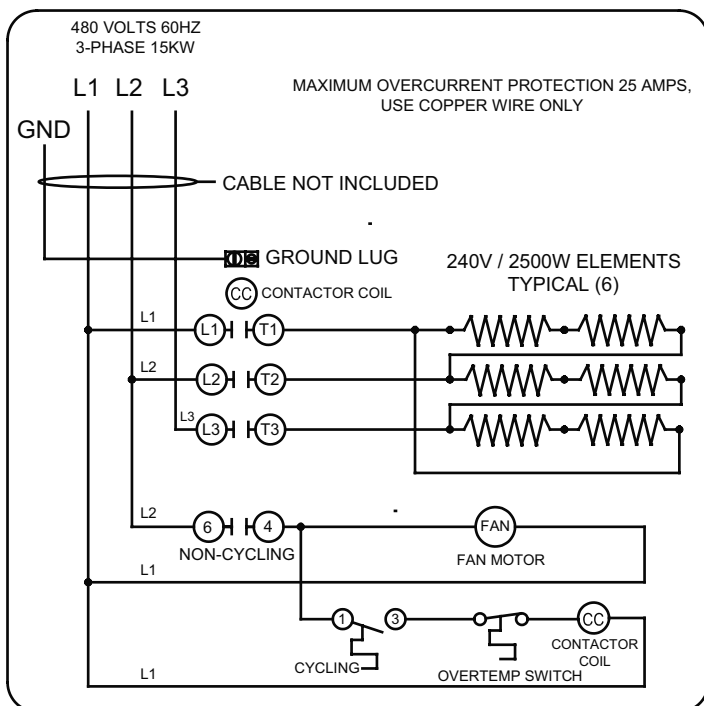 480 VOLTS 60HZ
3-PHASE 15KW
L1 L2 L3
MAXIMUM OVERCURRENT PROTECTION 25 AMPS,
USE COPPER WIRE ONLY
GND
CABLE NOT INCLUDED
GROUND LUG
240V / 2500W ELEMENTS
TYPICAL (6)
CC CONTACTOR COIL
L1 L1 T1
L2 L2 T2
L3 L3 T3
L2 6 4 FAN
NON-CYCLING
FAN MOTOR
L1
1 3 CC
CONTACTOR
COIL
CYCLING
OVERTEMP SWITCH
L1